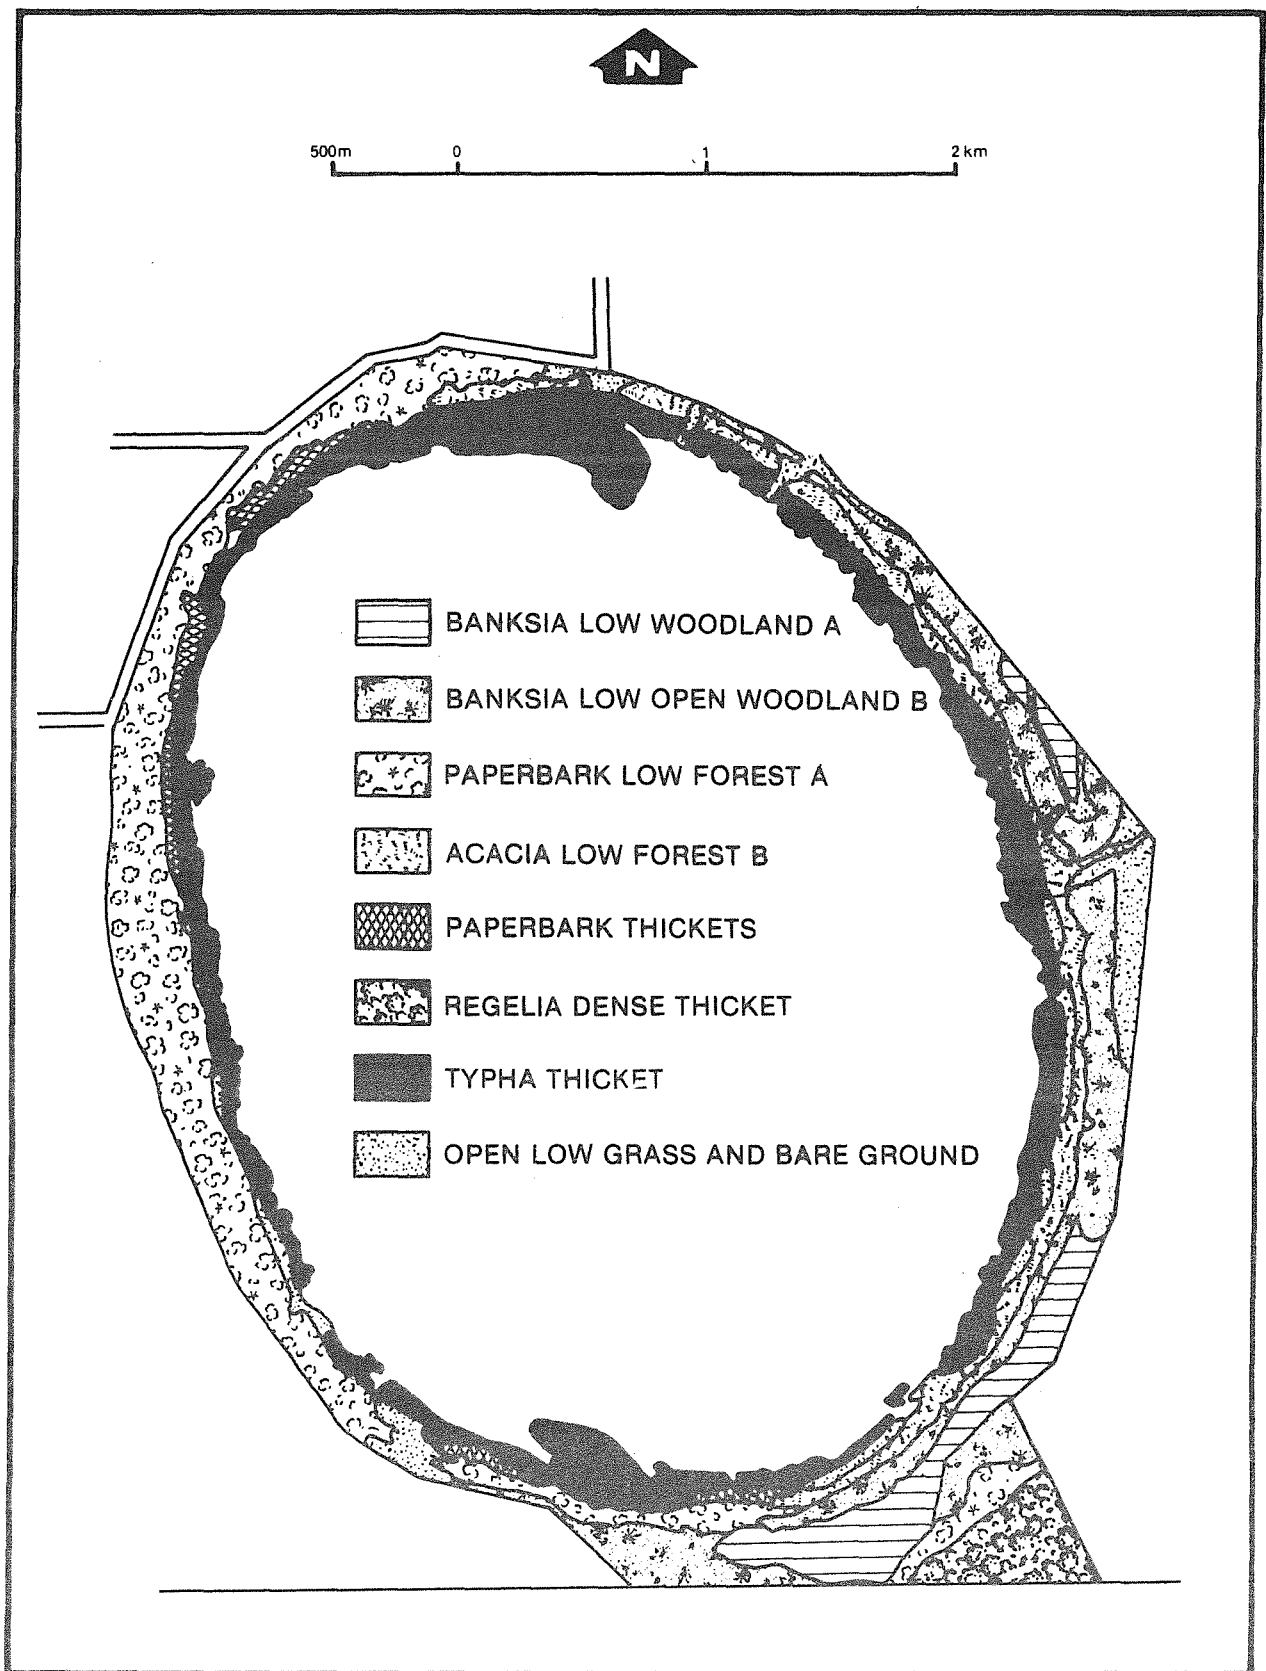 N
500m 0 1 2 km
BANKSIA LOW WOODLAND A
BANKSIA LOW OPEN WOODLAND B
PAPERBARK LOW FOREST A
ACACIA LOW FOREST B
PAPERBARK THICKETS
REGELIA DENSE THICKET
TYPHA THICKET
OPEN LOW GRASS AND BARE GROUND